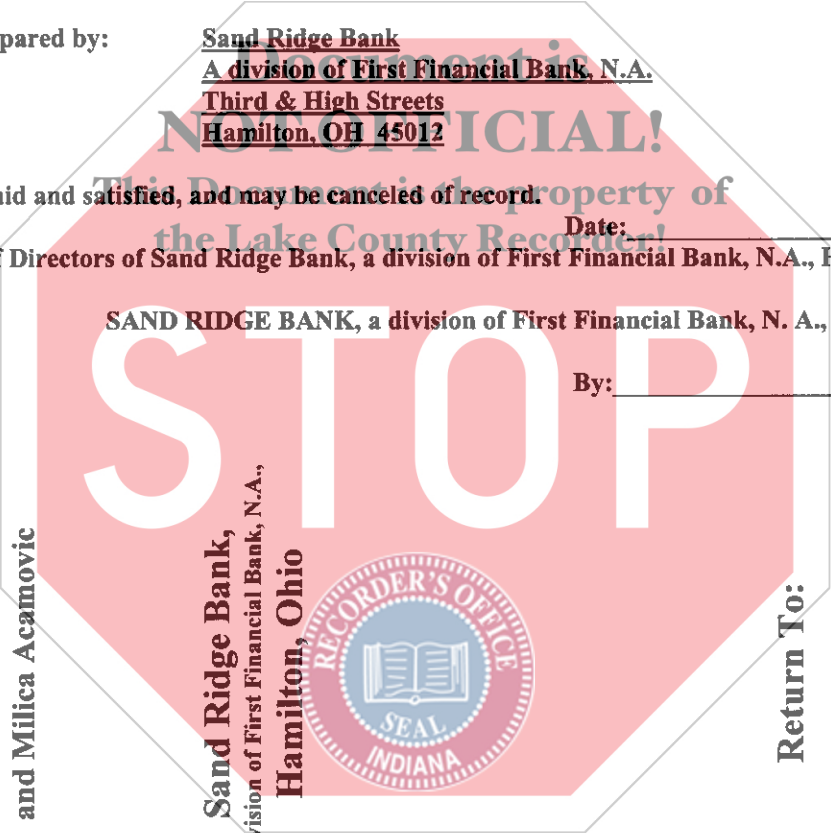 pared by: Sand Ridge Bank
A division of First Financial Bank, N.A.
Third & High Streets
Hamilton, OH 45012
Document is
NOT OFFICIAL!
This Document is the property of
the Lake County Recorder!
aid and satisfied, and may be canceled of record.
Date:
f Directors of Sand Ridge Bank, a division of First Financial Bank, N.A.,
SAND RIDGE BANK, a division of First Financial Bank, N. A.,
By:
STOP
and Milica Acamovic
Sand Ridge Bank,
vision of First Financial Bank, N.A.,
Hamilton, Ohio
RECORDER'S OFFICE
SEAL
INDIANA
Return To: